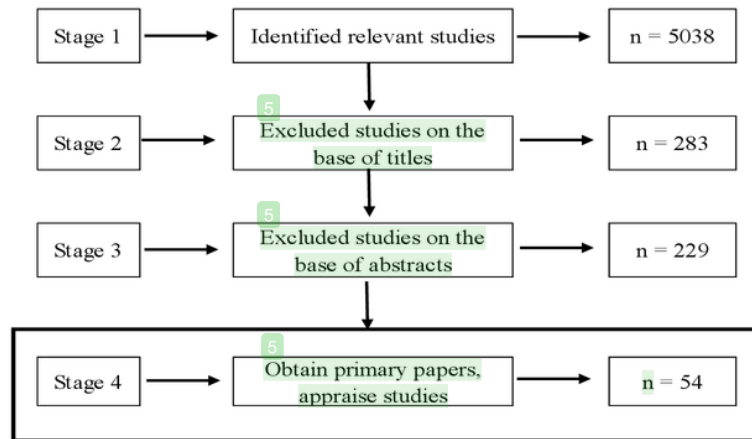 Stage 1
Identified relevant studies
n = 5038
5
Stage 2
Excluded studies on the
base of titles
n = 283
5
Stage 3
Excluded studies on the
base of abstracts
n = 229
5
Stage 4
Obtain primary papers,
appraise studies
n = 54